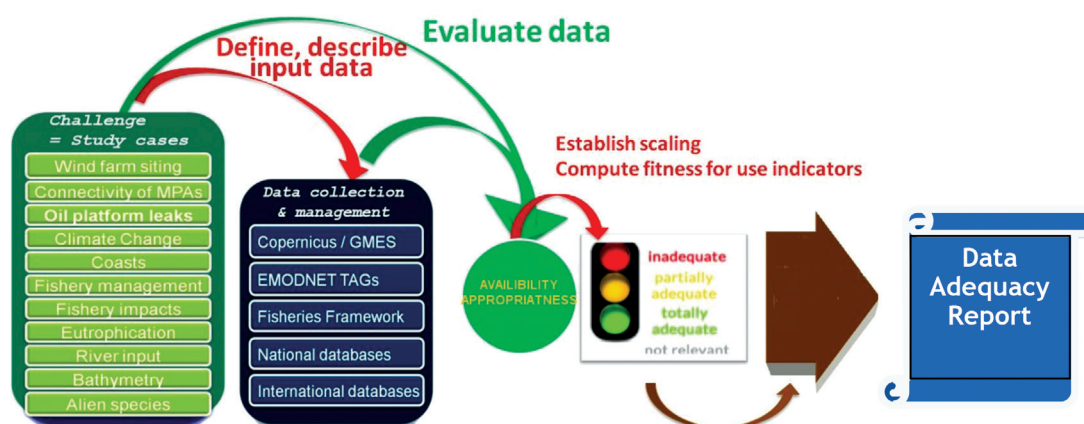 Evaluate data
Define, describe
input data
Challenge
= Study cases
Wind farm siting
Connectivity of MPAs
Oil platform leaks
Climate Change
Coasts
Fishery management
Fishery impacts
Eutrophication
River input
Bathymetry
Alien species
Data collection
& management
Copernicus / GMES
EMODNET TAGs
Fisheries Framework
National databases
International databases
AVAILIBILITY
APPROPRIATNESS
Establish scaling
Compute fitness for use indicators
inadequate
partially
adequate
totally
adequate
not relevant
Data
Adequacy
Report